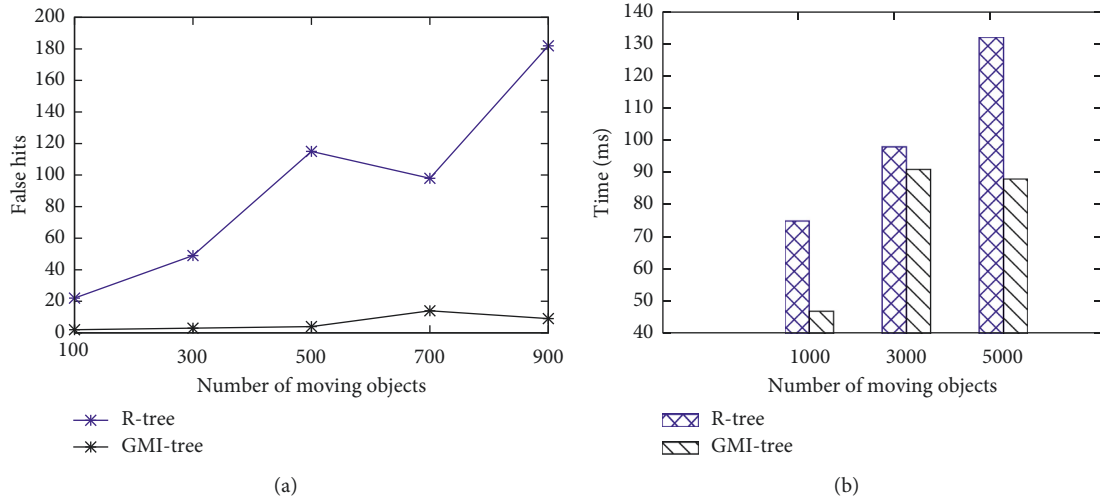 200
180
160
140
120
100
80
60
40
20
0
False hits
100 300 500 700 900
Number of moving objects
R-tree
GMI-tree
(a)
140
130
120
110
100
90
80
70
60
50
40
Time (ms)
1000 3000 5000
Number of moving objects
R-tree
GMI-tree
(b)